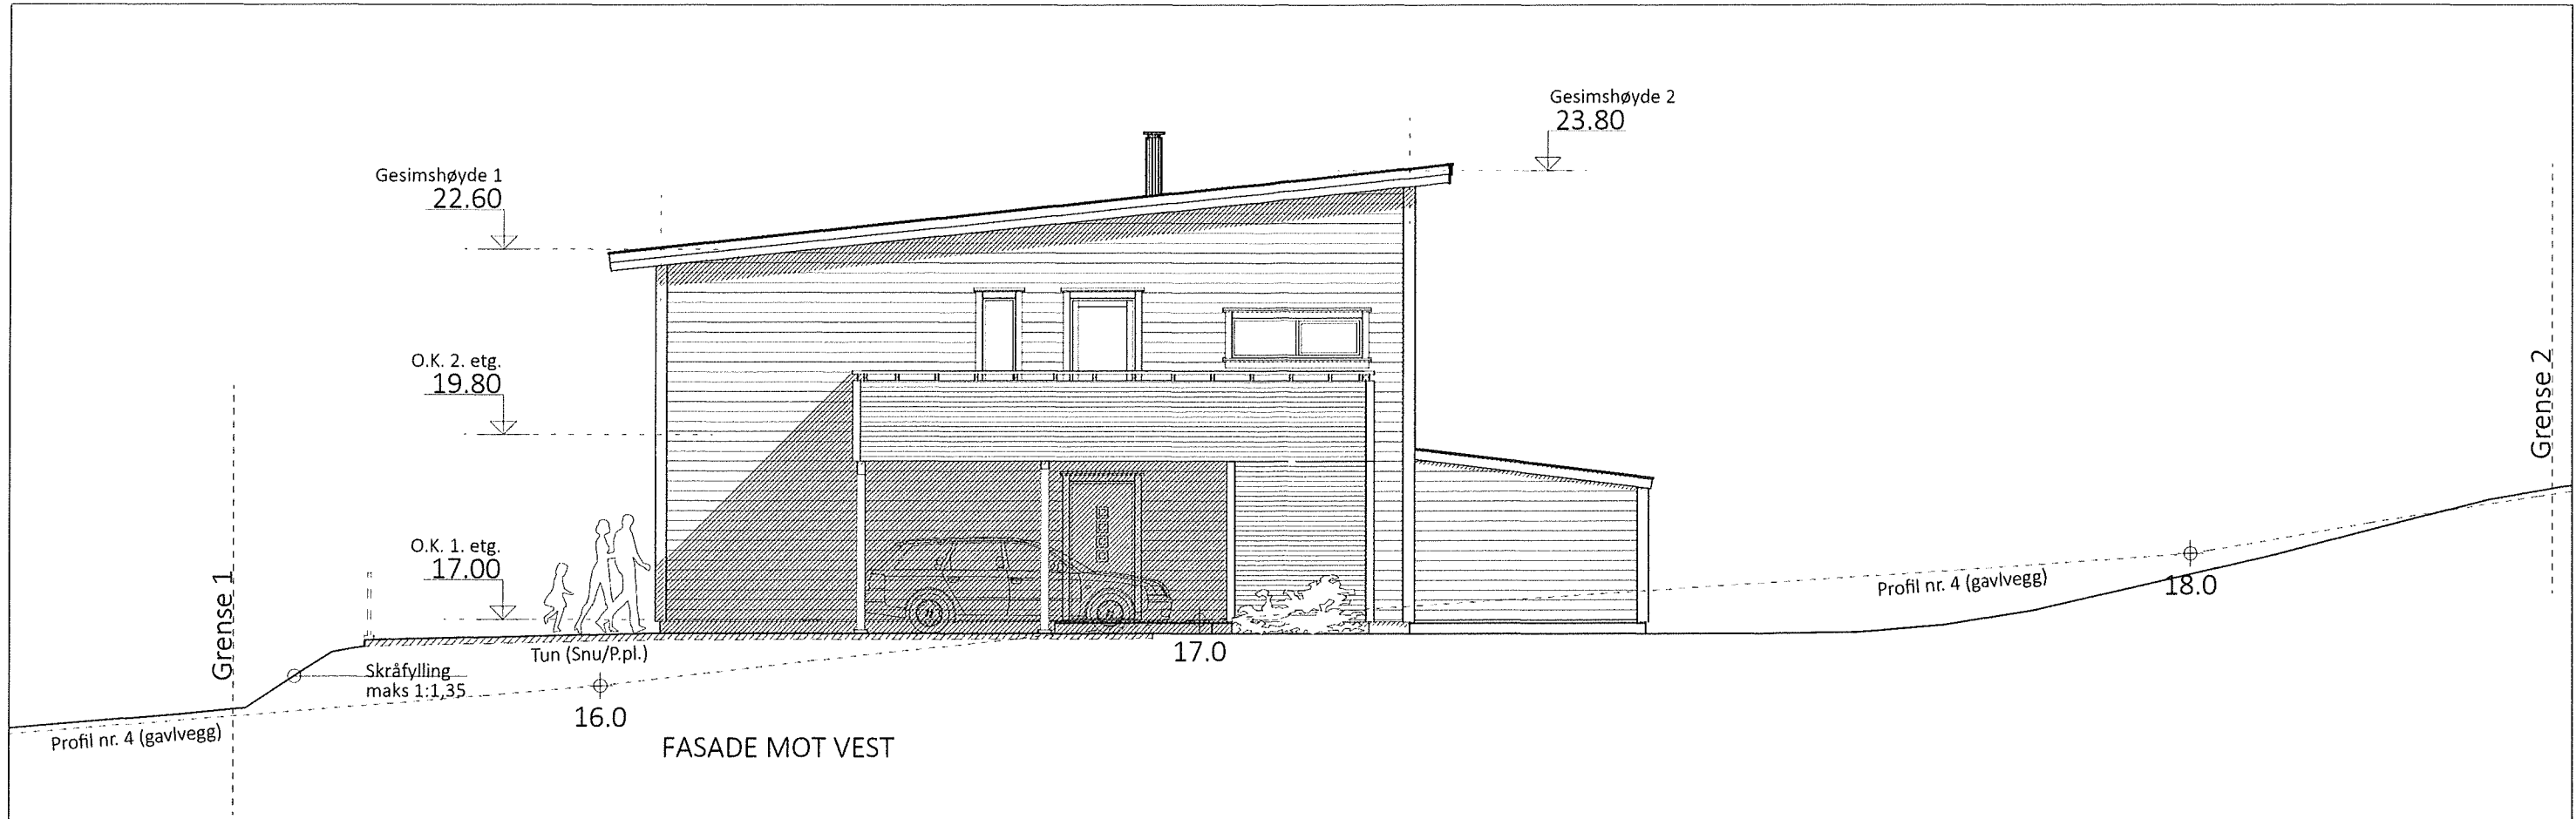 Gesimshøyde 2
23.80
Gesimshøyde 1
22.60
O.K. 2. etg.
19.80
O.K. 1. etg.
17.00
Grense 1
Grense 2
Profil nr. 4 (gavlvegg)
18.0
Tun (Snu/P.pl.)
17.0
Skråfylling
maks 1:1,35
16.0
Profil nr. 4 (gavlvegg)
FASADE MOT VEST